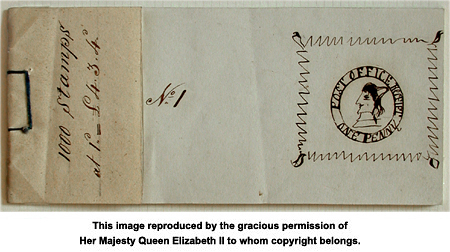 1000 Stamps
at 1d = £4.3.4d
No 1
POST OFFICE
ONE PENNY
This image reproduced by the gracious permission of
Her Majesty Queen Elizabeth II to whom copyright belongs.